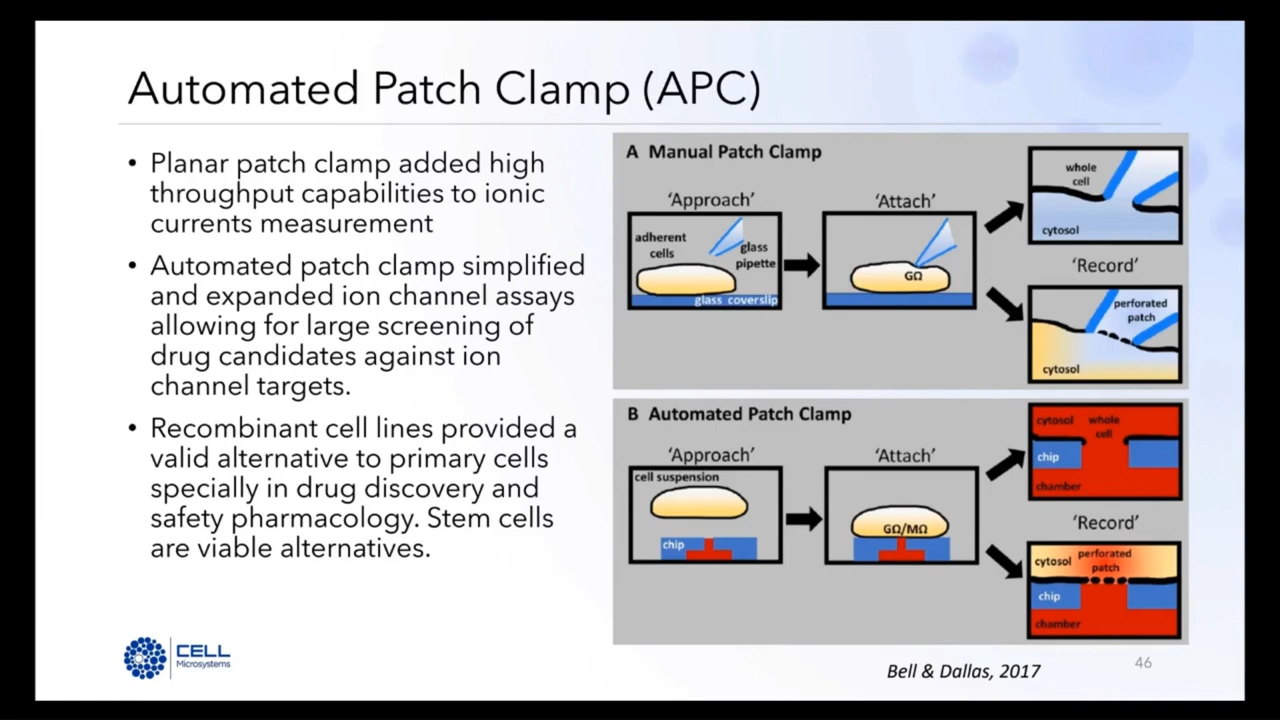 Automated Patch Clamp (APC)
• Planar patch clamp added high
throughput capabilities to ionic
currents measurement
• Automated patch clamp simplified
and expanded ion channel assays
allowing for large screening of
drug candidates against ion
channel targets.
• Recombinant cell lines provided a
valid alternative to primary cells
specially in drug discovery and
safety pharmacology. Stem cells
are viable alternatives.
A Manual Patch Clamp
'Approach'
adherent
cells
glass
pipette
glass coverslip
'Attach'
GΩ
whole
cell
cytosol
'Record'
perforated
patch
cytosol
B Automated Patch Clamp
'Approach'
cell suspension
chip
'Attach'
GΩ/MΩ
cytosol
whole
cell
chip
chamber
'Record'
cytosol
perforated
patch
chip
chamber
CELL
Microsystems
Bell & Dallas, 2017
46